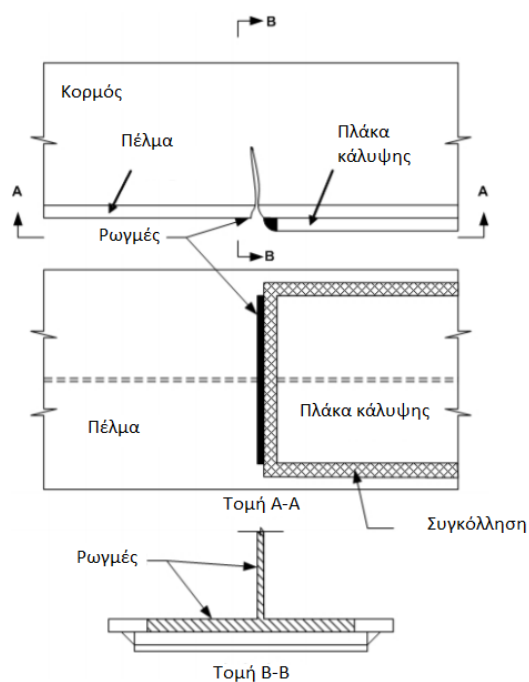 B
Κορμός
Πλάκα
κάλυψης
Πέλμα
A
A
Ρωγμές
B
Πέλμα
Πλάκα κάλυψης
Τομή Α-Α
Συγκόλληση
Ρωγμές
Τομή Β-Β